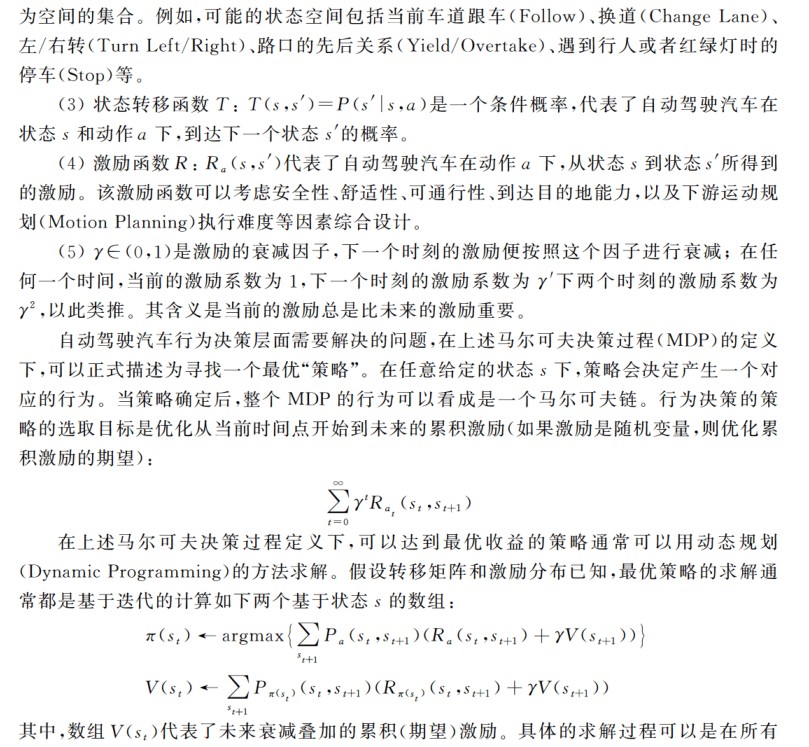 为空间的集合。例如,可能的状态空间包括当前车道跟车(Follow)、换道(Change Lane)、
左/右转(Turn Left/Right)、路口的先后关系(Yield/Overtake)、遇到行人或者红绿灯时的
停车(Stop)等。
(3) 状态转移函数 T: T(s,s′)=P(s′|s,a)是一个条件概率,代表了自动驾驶汽车在
状态 s 和动作 a 下,到达下一个状态 s′的概率。
(4) 激励函数 R: Rₐ(s,s′)代表了自动驾驶汽车在动作 a 下,从状态 s 到状态 s′所得到
的激励。该激励函数可以考虑安全性、舒适性、可通行性、到达目的地能力,以及下游运动规
划(Motion Planning)执行难度等因素综合设计。
(5) γ∈(0,1)是激励的衰减因子,下一个时刻的激励便按照这个因子进行衰减; 在任
何一个时间,当前的激励系数为 1,下一个时刻的激励系数为 γ′下两个时刻的激励系数为
γ²,以此类推。其含义是当前的激励总是比未来的激励重要。
自动驾驶汽车行为决策层面需要解决的问题,在上述马尔可夫决策过程(MDP)的定义
下,可以正式描述为寻找一个最优“策略”。在任意给定的状态 s 下,策略会决定产生一个对
应的行为。当策略确定后,整个 MDP 的行为可以看成是一个马尔可夫链。行为决策的策
略的选取目标是优化从当前时间点开始到未来的累积激励(如果激励是随机变量,则优化累
积激励的期望):
\sum_{t=0}^{\infty} γ^t R_{a_t}(s_t,s_{t+1})
在上述马尔可夫决策过程定义下,可以达到最优收益的策略通常可以用动态规划
(Dynamic Programming)的方法求解。假设转移矩阵和激励分布已知,最优策略的求解通
常都是基于迭代的计算如下两个基于状态 s 的数组:
π(s_t) ← argmax{\sum_{s_{t+1}} P_a(s_t,s_{t+1})(R_a(s_t,s_{t+1})+γV(s_{t+1}))}
V(s_t) ← \sum_{s_{t+1}} P_{π(s_t)}(s_t,s_{t+1})(R_{π(s_t)}(s_t,s_{t+1})+γV(s_{t+1}))
其中,数组 V(s_t)代表了未来衰减叠加的累积(期望)激励。具体的求解过程可以是在所有